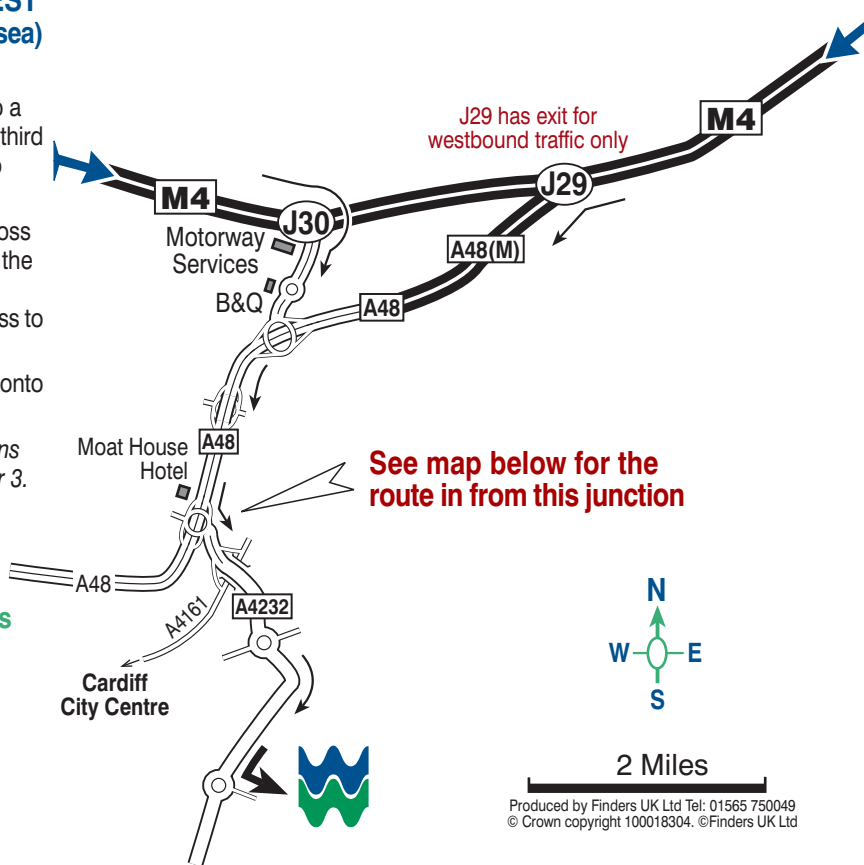 EST
sea)
o a
third
o
oss
the
ss to
onto
ns
r 3.
s
J29 has exit for
westbound traffic only
M4
M4
J29
J30
Motorway
Services
A48(M)
B&Q
A48
A48
Moat House
Hotel
See map below for the
route in from this junction
A48
A4161
A4232
Cardiff
City Centre
N
W
E
S
2 Miles
Produced by Finders UK Ltd Tel: 01565 750049
© Crown copyright 100018304. ©Finders UK Ltd